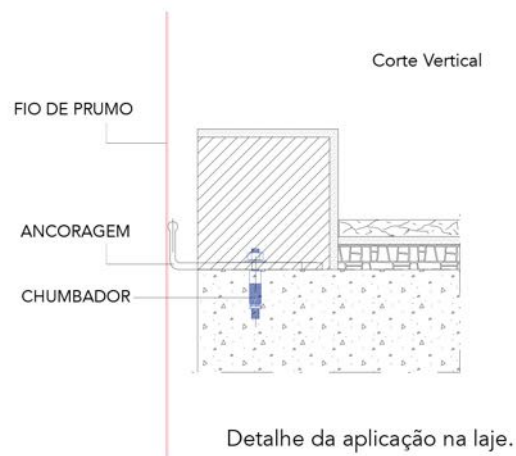 Corte Vertical
FIO DE PRUMO
ANCORAGEM
CHUMBADOR
Detalhe da aplicação na laje.